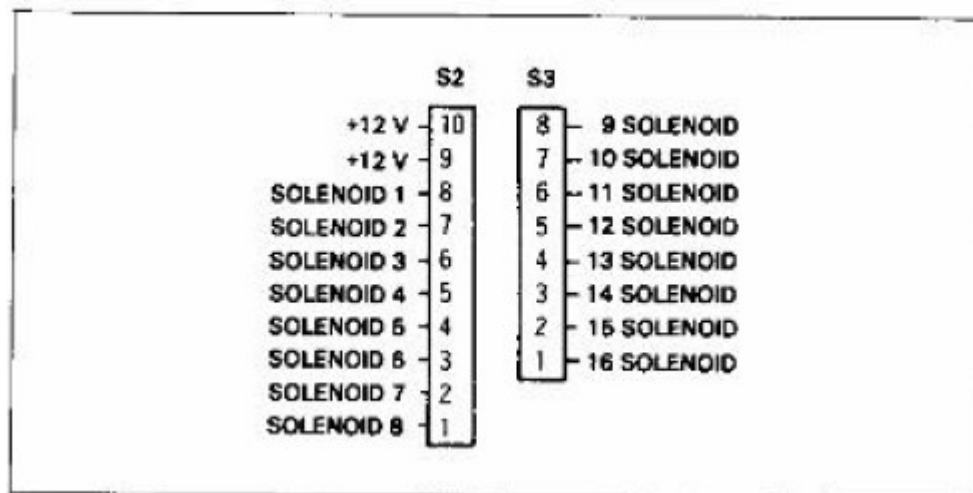 S2 S3
+12 V 10 8 9 SOLENOID
+12 V 9 7 10 SOLENOID
SOLENOID 1 8 6 11 SOLENOID
SOLENOID 2 7 5 12 SOLENOID
SOLENOID 3 6 4 13 SOLENOID
SOLENOID 4 5 3 14 SOLENOID
SOLENOID 5 4 2 15 SOLENOID
SOLENOID 6 3 1 16 SOLENOID
SOLENOID 7 2
SOLENOID 8 1